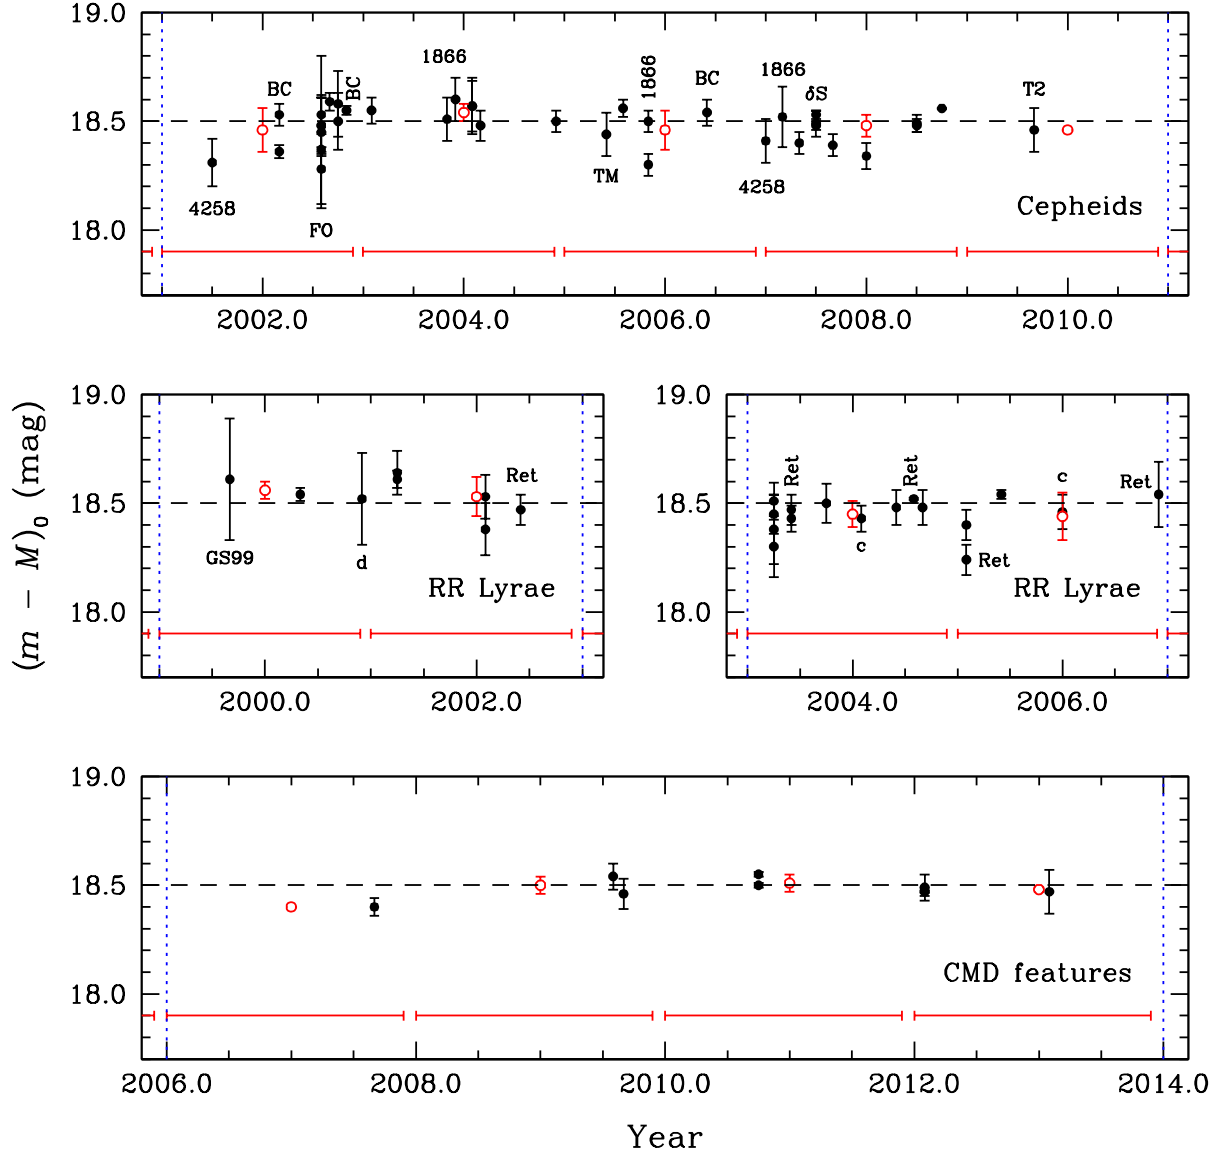 19.0
18.5
18.0
1866
BC
BC
1866
BC
1866
δS
T2
4258
FO
TM
4258
Cepheids
2002.0 2004.0 2006.0 2008.0 2010.0
(m − M)₀ (mag)
19.0
18.5
18.0
Ret
GS99
d
RR Lyrae
2000.0 2002.0
19.0
18.5
18.0
Ret
Ret
c
Ret
c
Ret
RR Lyrae
2004.0 2006.0
19.0
18.5
18.0
CMD features
2006.0 2008.0 2010.0 2012.0 2014.0
Year